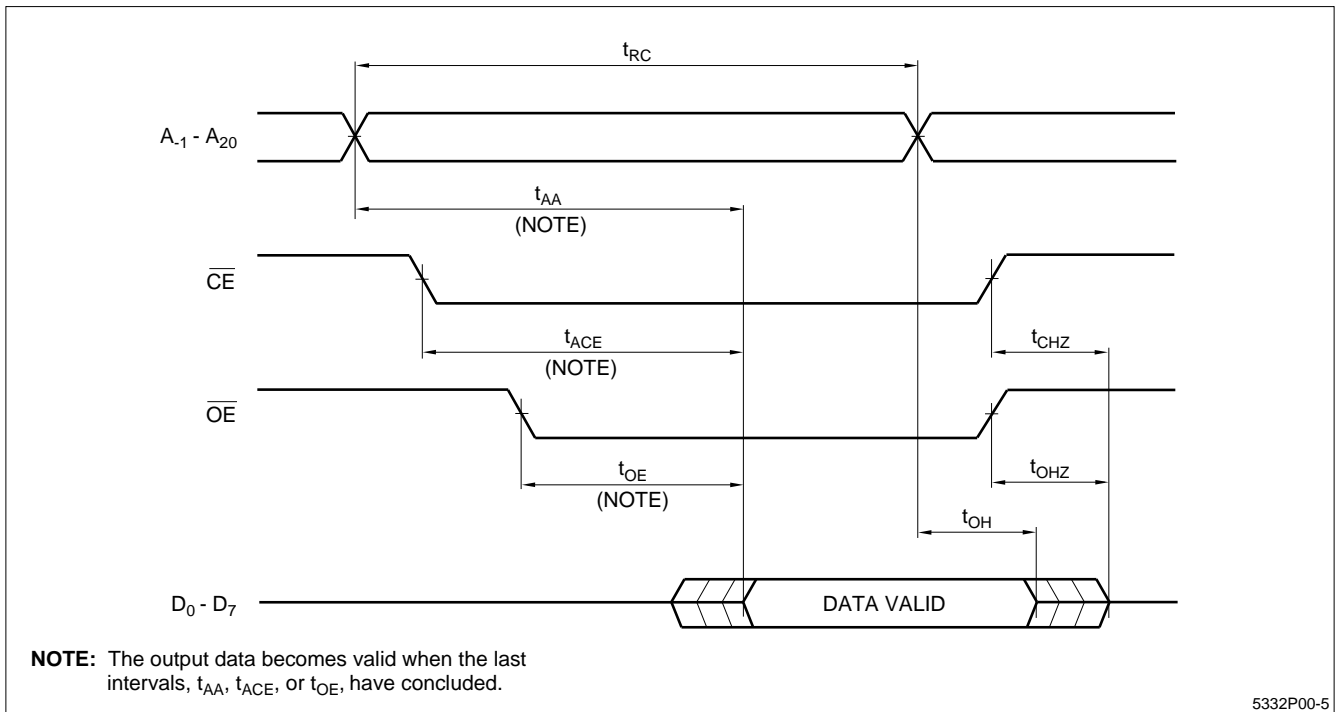 tRC
A-1 - A20
tAA
(NOTE)
CE
tACE
(NOTE)
tCHZ
OE
tOE
(NOTE)
tOHZ
tOH
D0 - D7
DATA VALID
NOTE: The output data becomes valid when the last
intervals, tAA, tACE, or tOE, have concluded.
5332P00-5